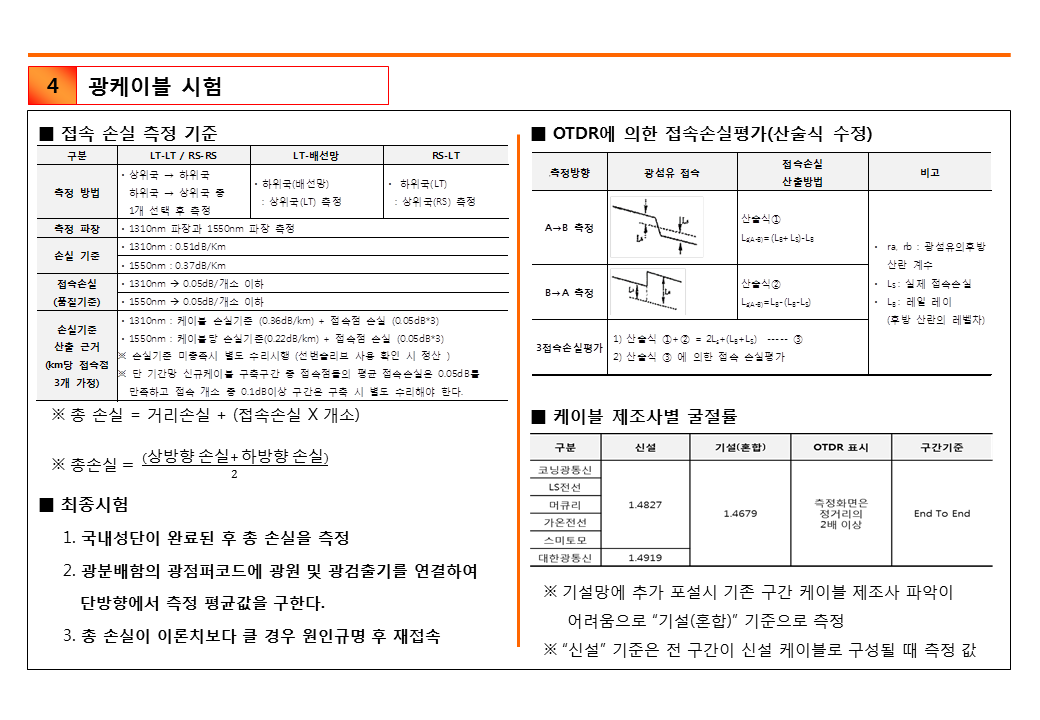 4 광케이블 시험
■ 접속 손실 측정 기준
구분 LT-LT / RS-RS LT-배선망 RS-LT
측정 방법
· 상위국 → 하위국
하위국 → 상위국 중
1개 선택 후 측정
· 하위국(배선망)
: 상위국(LT) 측정
· 하위국(LT)
: 상위국(RS) 측정
측정 파장 · 1310nm 파장과 1550nm 파장 측정
손실 기준 · 1310nm : 0.51dB/Km
· 1550nm : 0.37dB/Km
접속손실
(품질기준)
· 1310nm → 0.05dB/개소 이하
· 1550nm → 0.05dB/개소 이하
손실기준
산출 근거
(km당 접속점
3개 가정)
· 1310nm : 케이블 손실기준 (0.36dB/km) + 접속점 손실 (0.05dB*3)
· 1550nm : 케이블당 손실기준(0.22dB/km) + 접속점 손실 (0.05dB*3)
※ 손실기준 미충족시 별도 수리시행 (선번슬리브 사용 확인 시 정산 )
※ 단 기간망 신규케이블 구축구간 중 접속점들의 평균 접속손실은 0.05dB를
만족하고 접속 개소 중 0.1dB이상 구간은 구축 시 별도 수리해야 한다.
※ 총 손실 = 거리손실 + (접속손실 X 개소)
※ 총손실 = (상방향 손실+ 하방향 손실)
2
■ 최종시험
1. 국내성단이 완료된 후 총 손실을 측정
2. 광분배함의 광점퍼코드에 광원 및 광검출기를 연결하여
단방향에서 측정 평균값을 구한다.
3. 총 손실이 이론치보다 클 경우 원인규명 후 재접속
■ OTDR에 의한 접속손실평가(산술식 수정)
측정방향 광섬유 접속 접속손실
산출방법 비고
A→B 측정
Ls
LB
산술식①
Ls(A-B)= (LB+ LS)-LB
B→A 측정
산술식②
Ls(A-B)=LB-(-LB-LS)
3접속손실평가
1) 산술식 ①+② = 2Ls+(LB+LS) ----- ③
2) 산술식 ③ 에 의한 접속 손실평가
• ra, rb : 광섬유의후방
산란 계수
• LS : 실제 접속손실
• LB : 레일 레이
(후방 산란의 레벨차)
■ 케이블 제조사별 굴절률
구분 신설 기설(혼합) OTDR 표시 구간기준
코닝광통신
LS전선
머큐리
가온전선
스미토모
대한광통신
1.4827
1.4919
1.4679
측정화면은
정거리의
2배 이상
End To End
※ 기설망에 추가 포설시 기존 구간 케이블 제조사 파악이
어려움으로 “기설(혼합)” 기준으로 측정
※ “신설” 기준은 전 구간이 신설 케이블로 구성될 때 측정 값